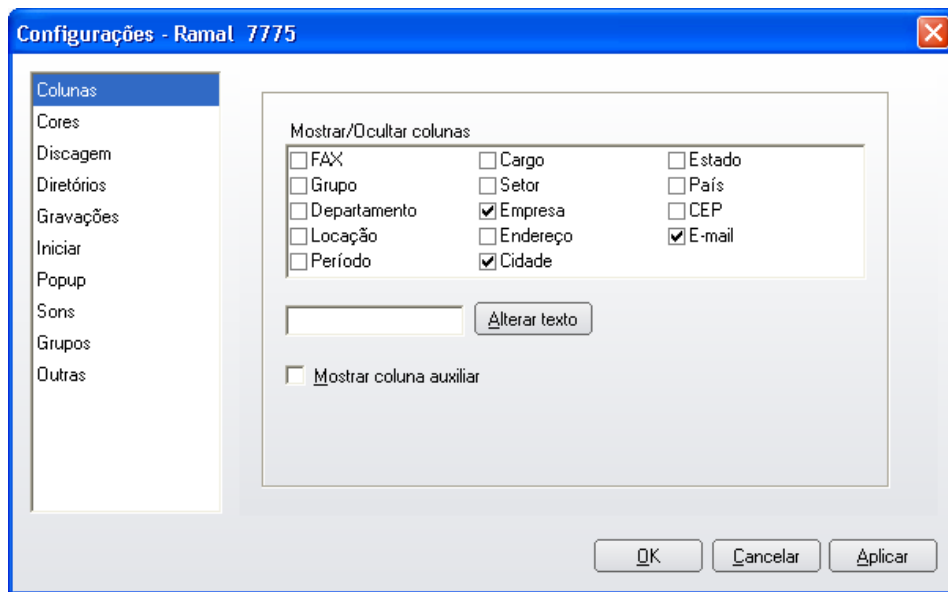 Configurações - Ramal 7775
Colunas
Cores
Discagem
Diretórios
Gravações
Iniciar
Popup
Sons
Grupos
Outras
Mostrar/Ocultar colunas
FAX
Grupo
Departamento
Locação
Período
Cargo
Setor
Empresa
Endereço
Cidade
Estado
País
CEP
E-mail
Alterar texto
Mostrar coluna auxiliar
OK
Cancelar
Aplicar